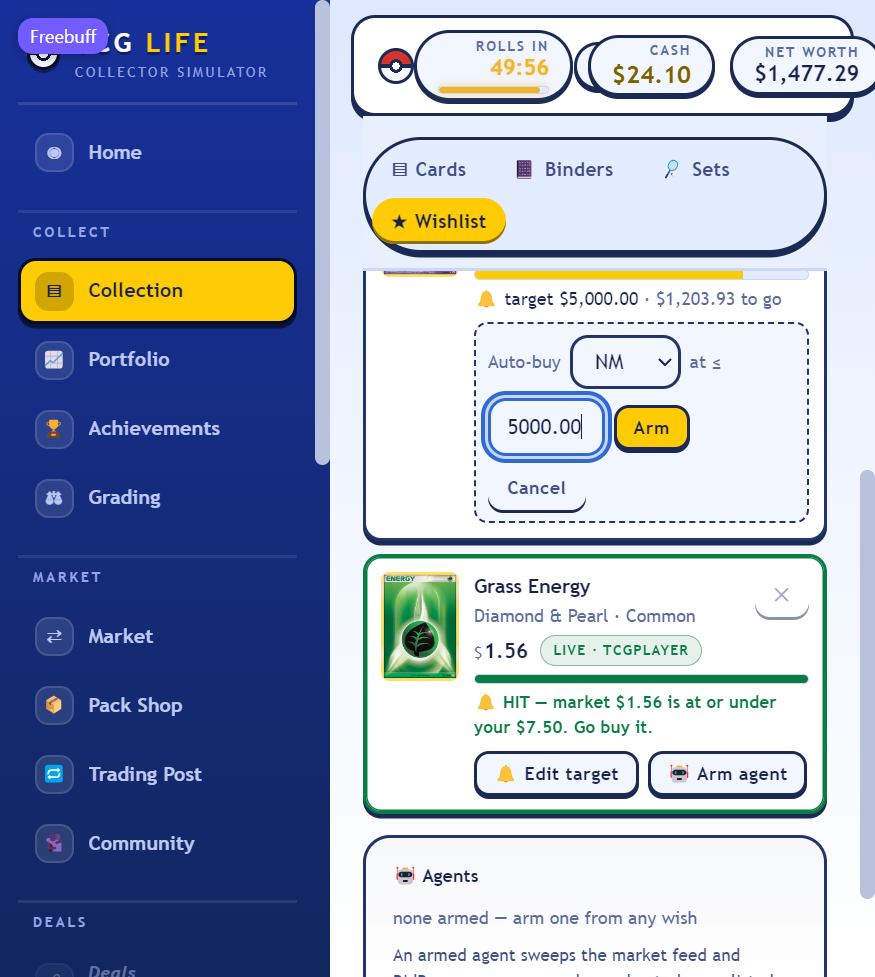 Freebuff
CG LIFE
COLLECTOR SIMULATOR
Home
COLLECT
Collection
Portfolio
Achievements
Grading
MARKET
Market
Pack Shop
Trading Post
Community
DEALS
Deals
ROLLS IN
49:56
CASH
$24.10
NET WORTH
$1,477.29
Cards
Binders
Sets
★ Wishlist
target $5,000.00 · $1,203.93 to go
Auto-buy NM at ≤
5000.00 Arm
Cancel
ENERGY
Grass Energy
Diamond & Pearl · Common
$1.56 LIVE · TCGPLAYER
HIT — market $1.56 is at or under
your $7.50. Go buy it.
Edit target
Arm agent
Agents
none armed — arm one from any wish
An armed agent sweeps the market feed and